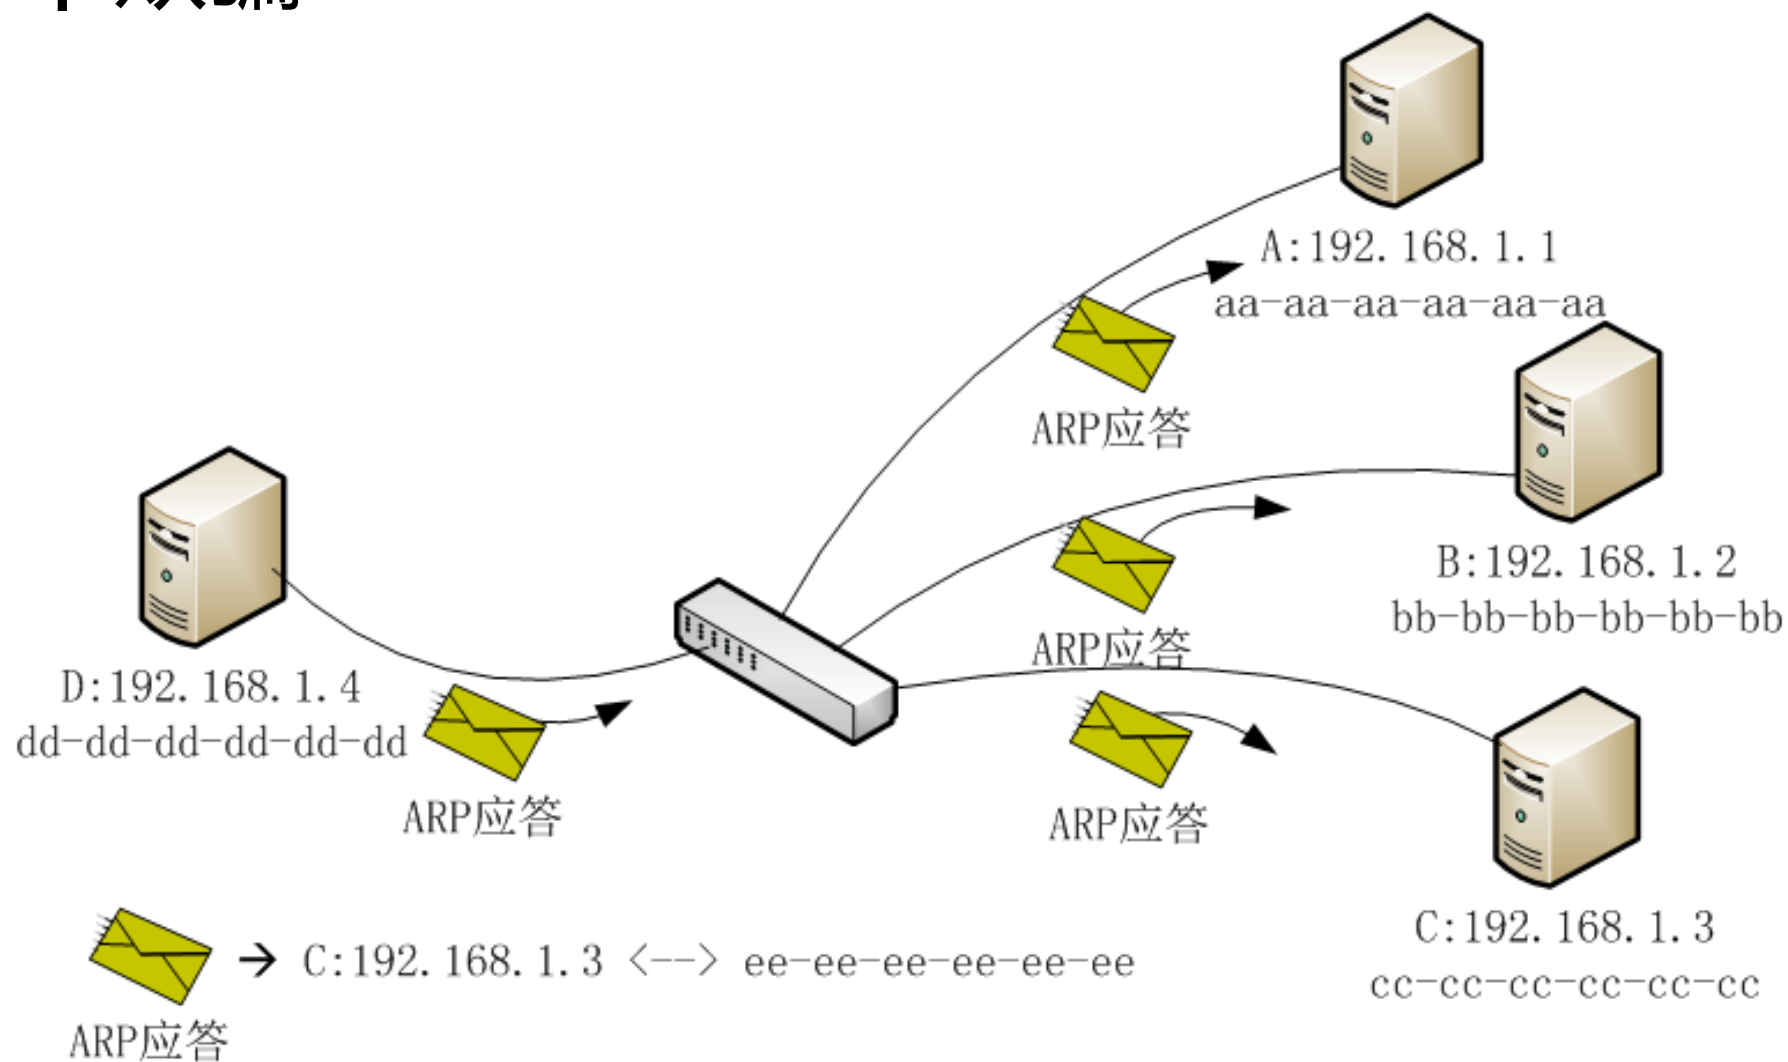 A:192.168.1.1
aa-aa-aa-aa-aa-aa
ARP应答
B:192.168.1.2
bb-bb-bb-bb-bb-bb
ARP应答
D:192.168.1.4
dd-dd-dd-dd-dd-dd
ARP应答
ARP应答
C:192.168.1.3
cc-cc-cc-cc-cc-cc
→ C:192.168.1.3 <--> ee-ee-ee-ee-ee-ee
ARP应答